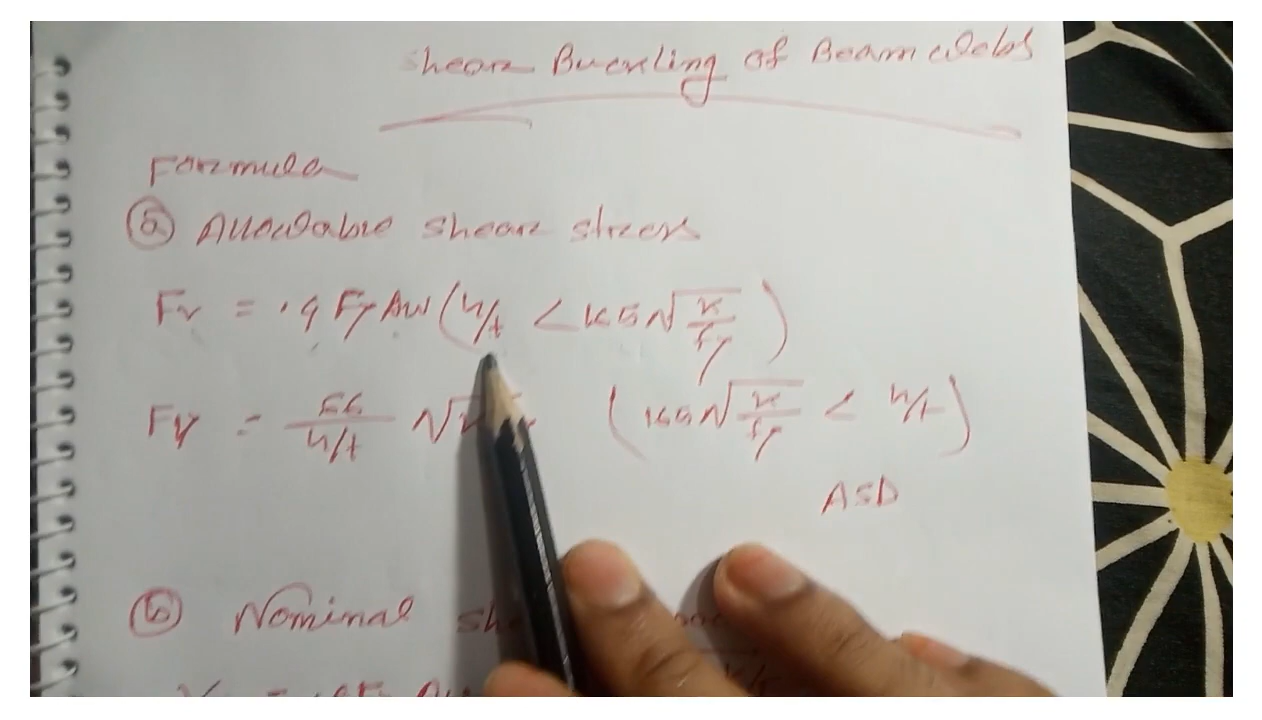 Shear Buckling of Beam Webs
Formula
ⓐ Allowable shear stress
Fv = .4 Fy Aw (h/t < 165√(k/fy))
Fv = 66/(h/t) √ (165√(k/fy) < h/t)
ASD
ⓑ Nominal